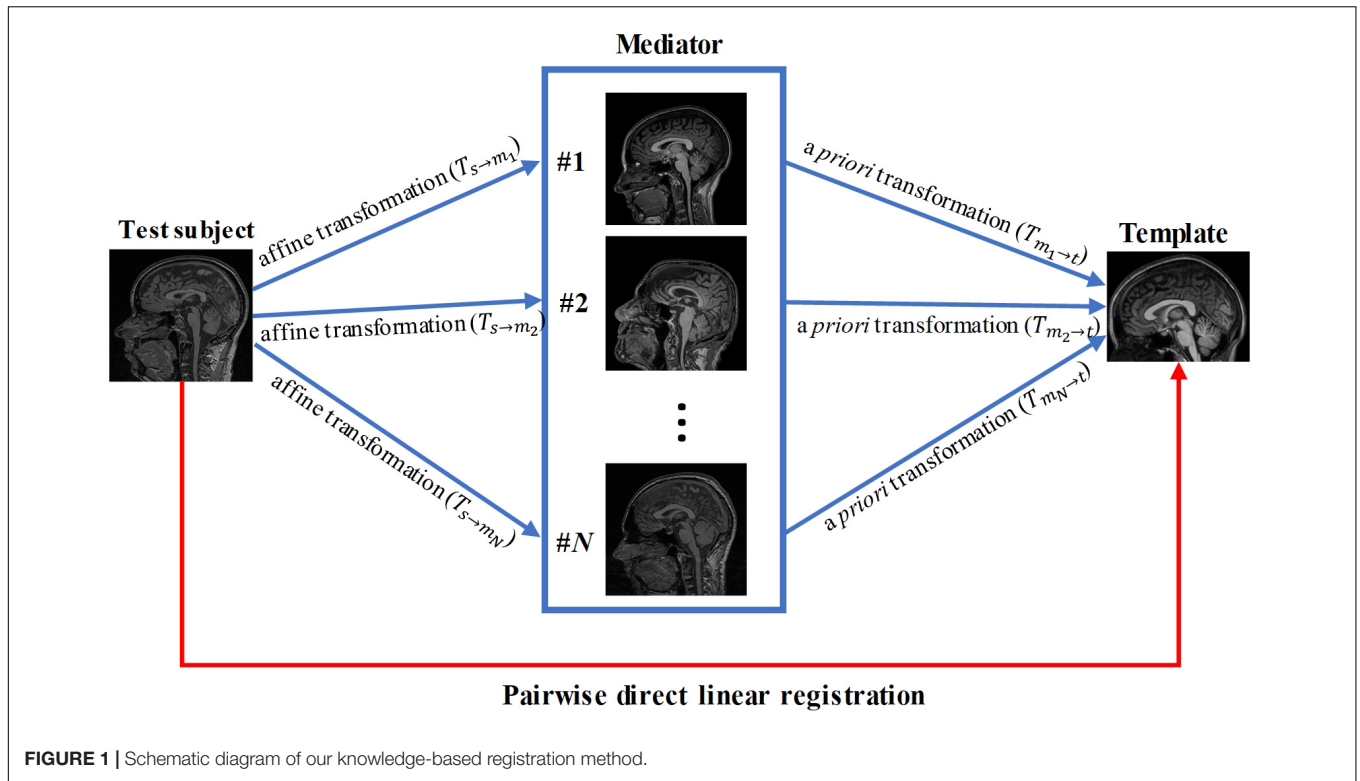 Mediator
#1
affine transformation (T_{s→m_1})
a priori transformation (T_{m_1→t})
Test subject
Template
#2
affine transformation (T_{s→m_2})
a priori transformation (T_{m_2→t})
affine transformation (T_{s→m_N})
a priori transformation (T_{m_N→t})
#N
Pairwise direct linear registration
FIGURE 1 | Schematic diagram of our knowledge-based registration method.